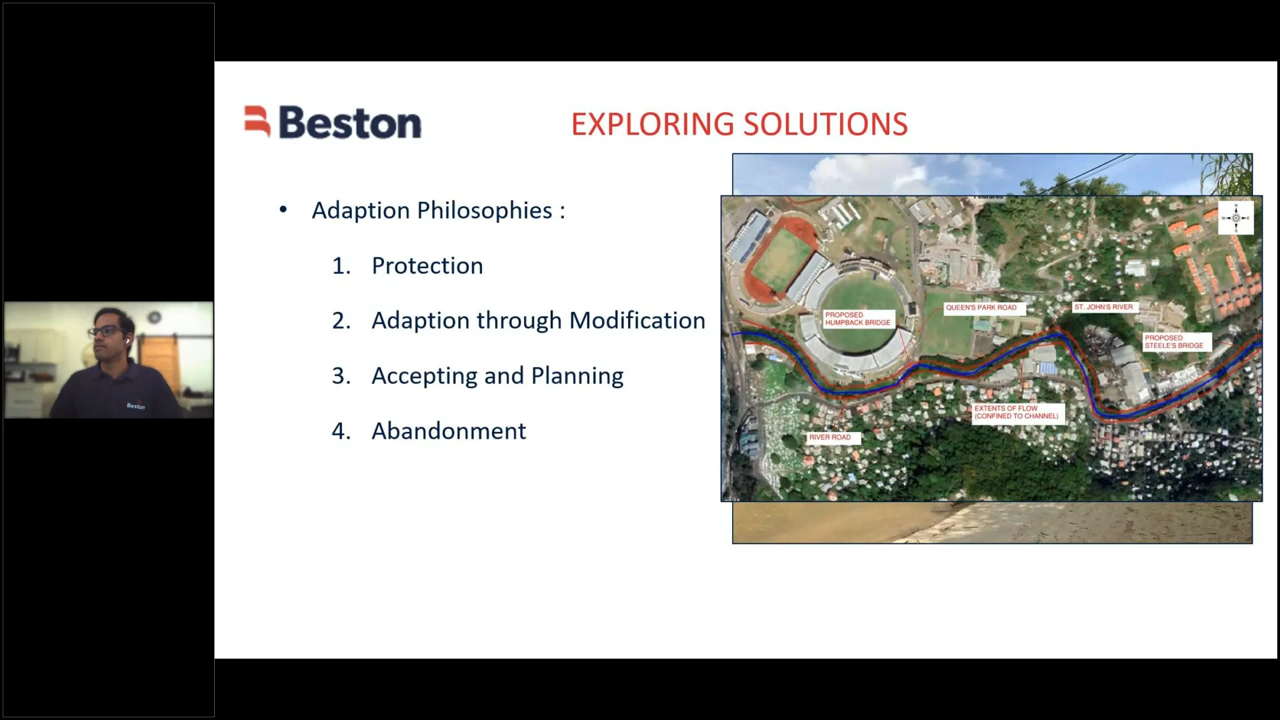 Beston
EXPLORING SOLUTIONS
• Adaption Philosophies :
1. Protection
2. Adaption through Modification
3. Accepting and Planning
4. Abandonment
PROPOSED
HUMPBACK BRIDGE
QUEEN'S PARK ROAD
ST. JOHN'S RIVER
PROPOSED
STEELE'S BRIDGE
EXTENTS OF FLOW
(CONFINED TO CHANNEL)
RIVER ROAD
Beston